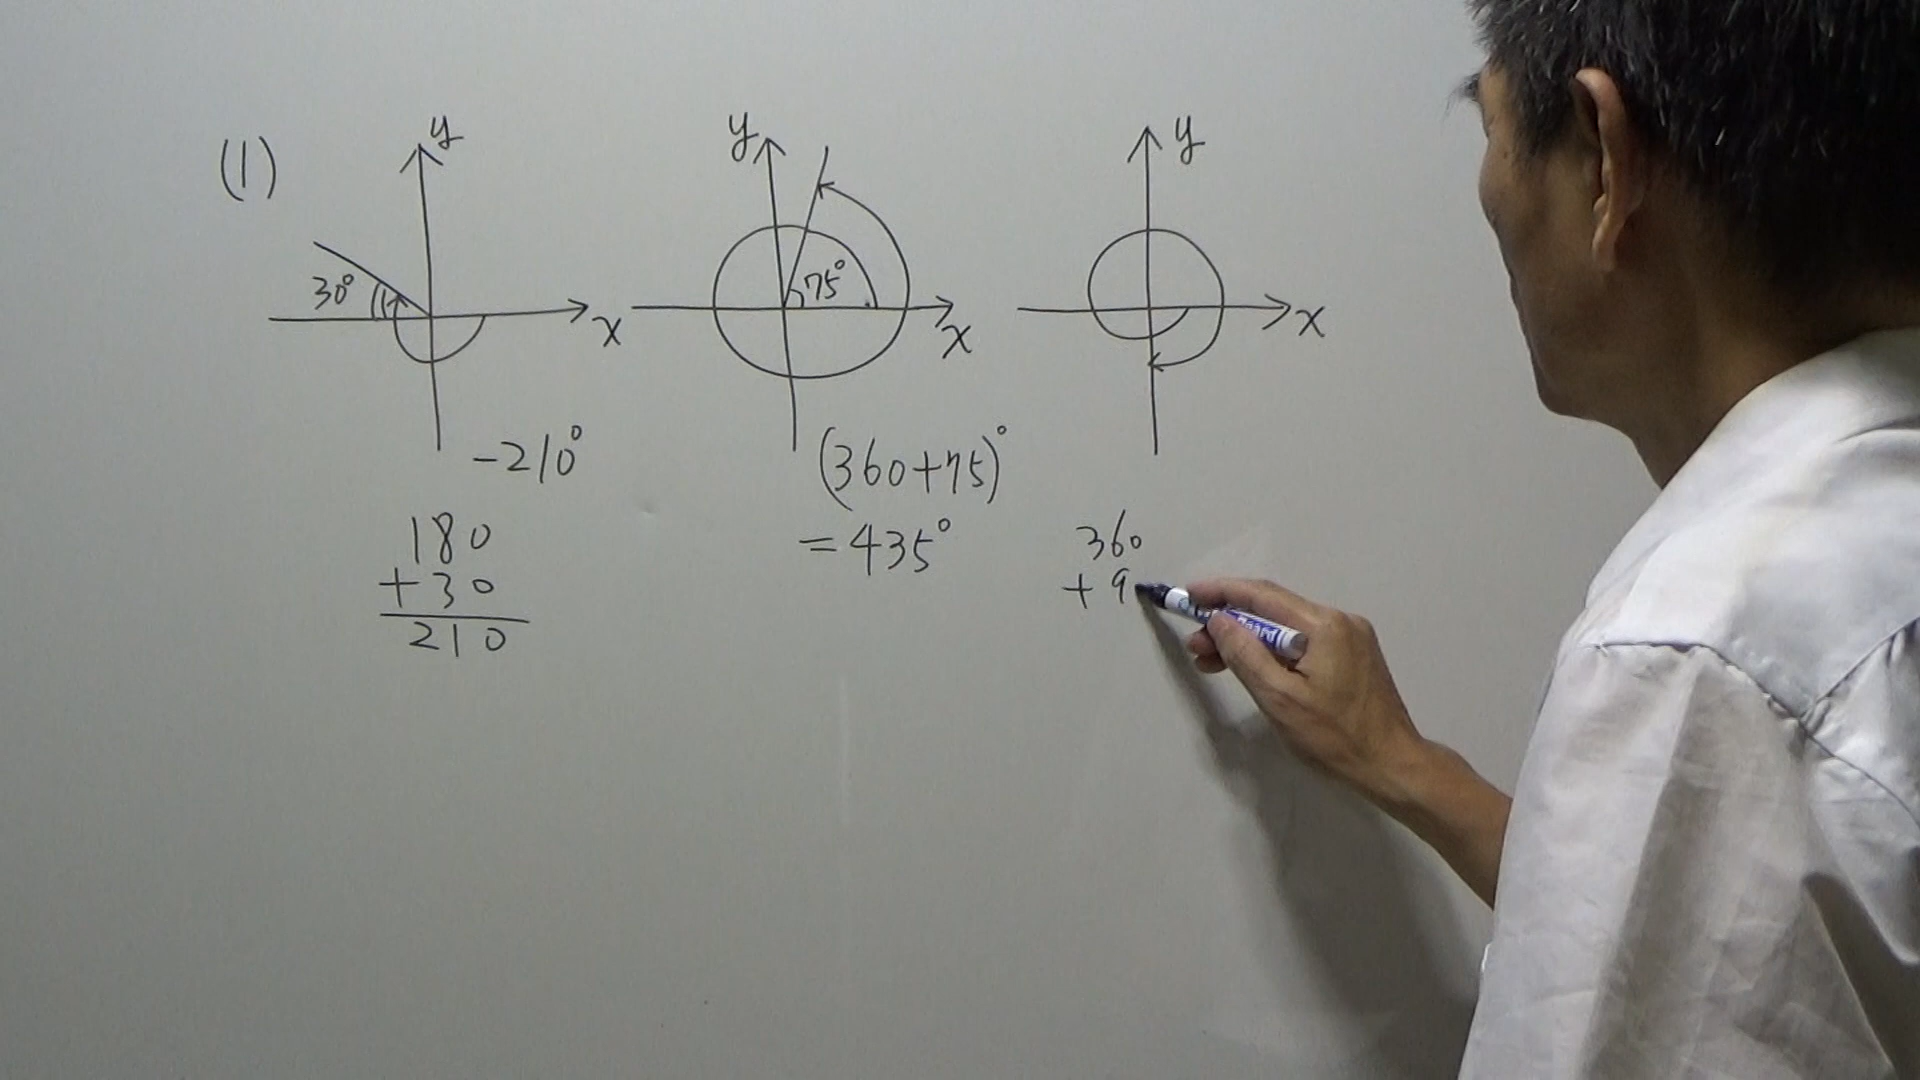 (1)
y
30°
x
-210°
180
+30
210
y
75°
x
(360+75)°
=435°
y
x
360
+9